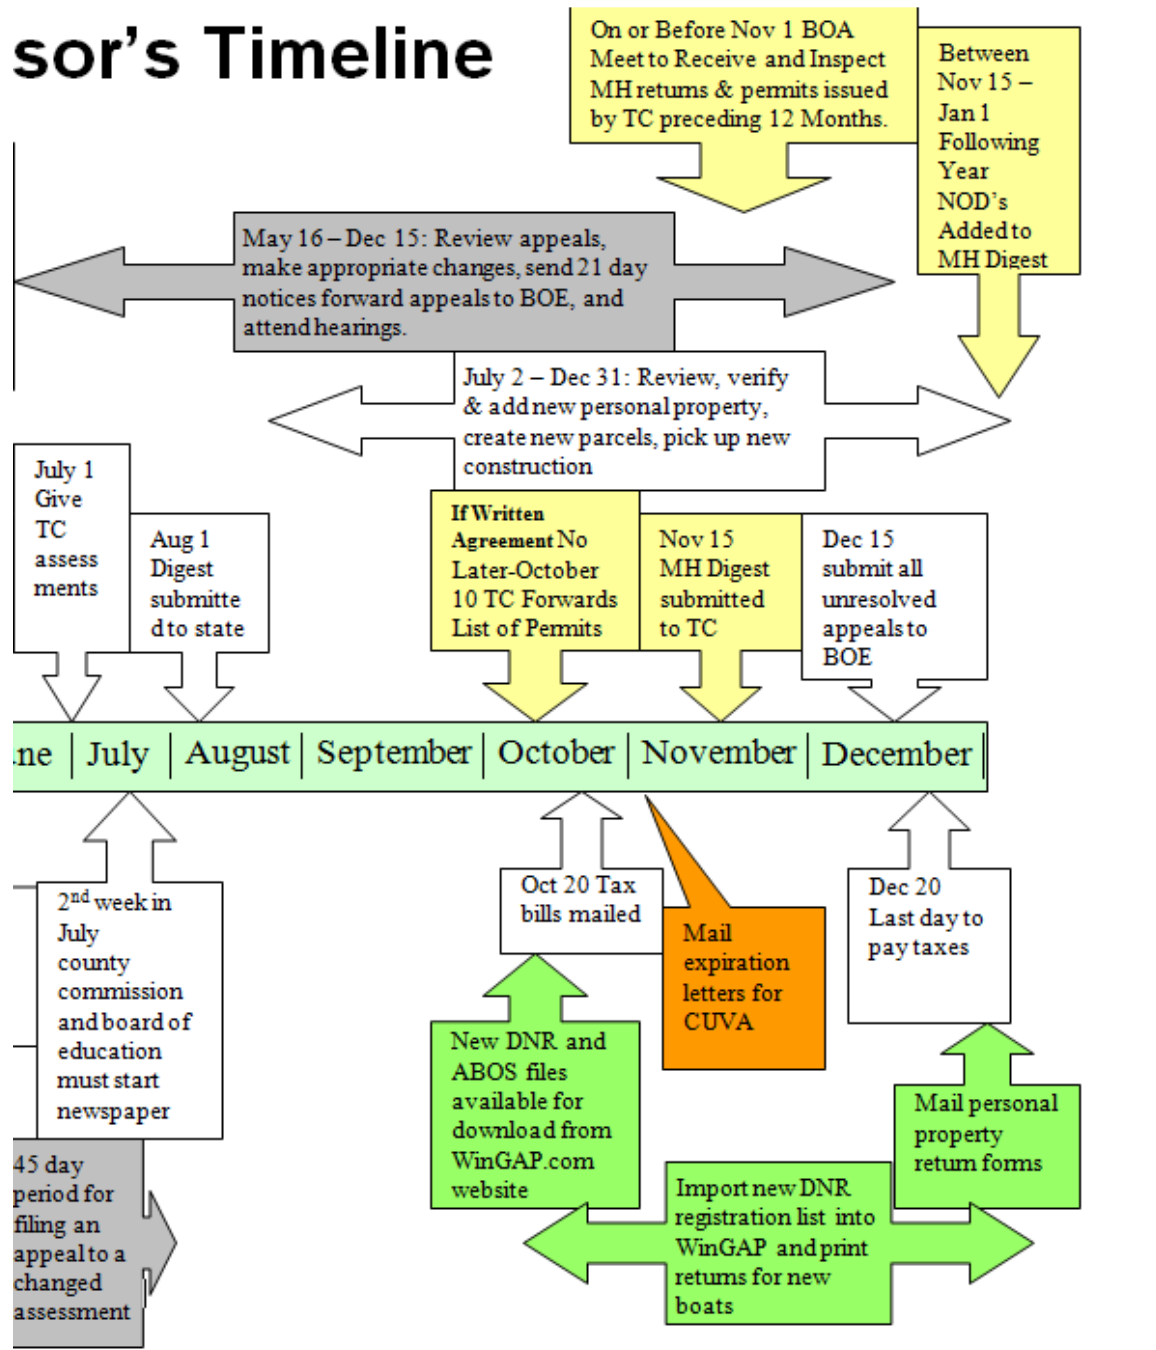 sor's Timeline
On or Before Nov 1 BOA
Meet to Receive and Inspect
MH returns & permits issued
by TC preceding 12 Months.
Between
Nov 15 –
Jan 1
Following
Year
NOD's
Added to
MH Digest
May 16 – Dec 15: Review appeals,
make appropriate changes, send 21 day
notices forward appeals to BOE, and
attend hearings.
July 2 – Dec 31: Review, verify
& add new personal property,
create new parcels, pick up new
construction
July 1
Give
TC
assess
ments
Aug 1
Digest
submitte
d to state
If Written
Agreement No
Later-October
10 TC Forwards
List of Permits
Nov 15
MH Digest
submitted
to TC
Dec 15
submit all
unresolved
appeals to
BOE
ne | July | August | September | October | November | December |
2nd week in
July
county
commission
and board of
education
must start
newspaper
Oct 20 Tax
bills mailed
Mail
expiration
letters for
CUVA
Dec 20
Last day to
pay taxes
New DNR and
ABOS files
available for
download from
WinGAP.com
website
Mail personal
property
return forms
45 day
period for
filing an
appeal to a
changed
assessment
Import new DNR
registration list into
WinGAP and print
returns for new
boats